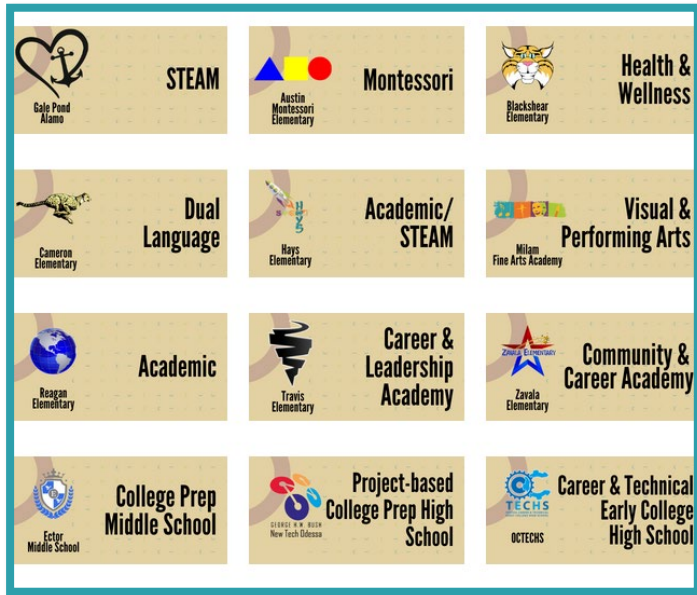 STEAM
Gale Pond
Alamo
Montessori
Austin
Montessori
Elementary
Health &
Wellness
Blackshear
Elementary
Dual
Language
Cameron
Elementary
Academic/
STEAM
HAYS
Hays
Elementary
Visual &
Performing Arts
Milam
Fine Arts Academy
Academic
Reagan
Elementary
Career &
Leadership
Academy
Travis
Elementary
ZAVALA ELEMENTARY
Community &
Career Academy
Zavala
Elementary
College Prep
Middle School
Ector
Middle School
Project-based
College Prep High
School
GEORGE H.W. BUSH
New Tech Odessa
Career & Technical
Early College
High School
OC
TECHS
OCTECHS